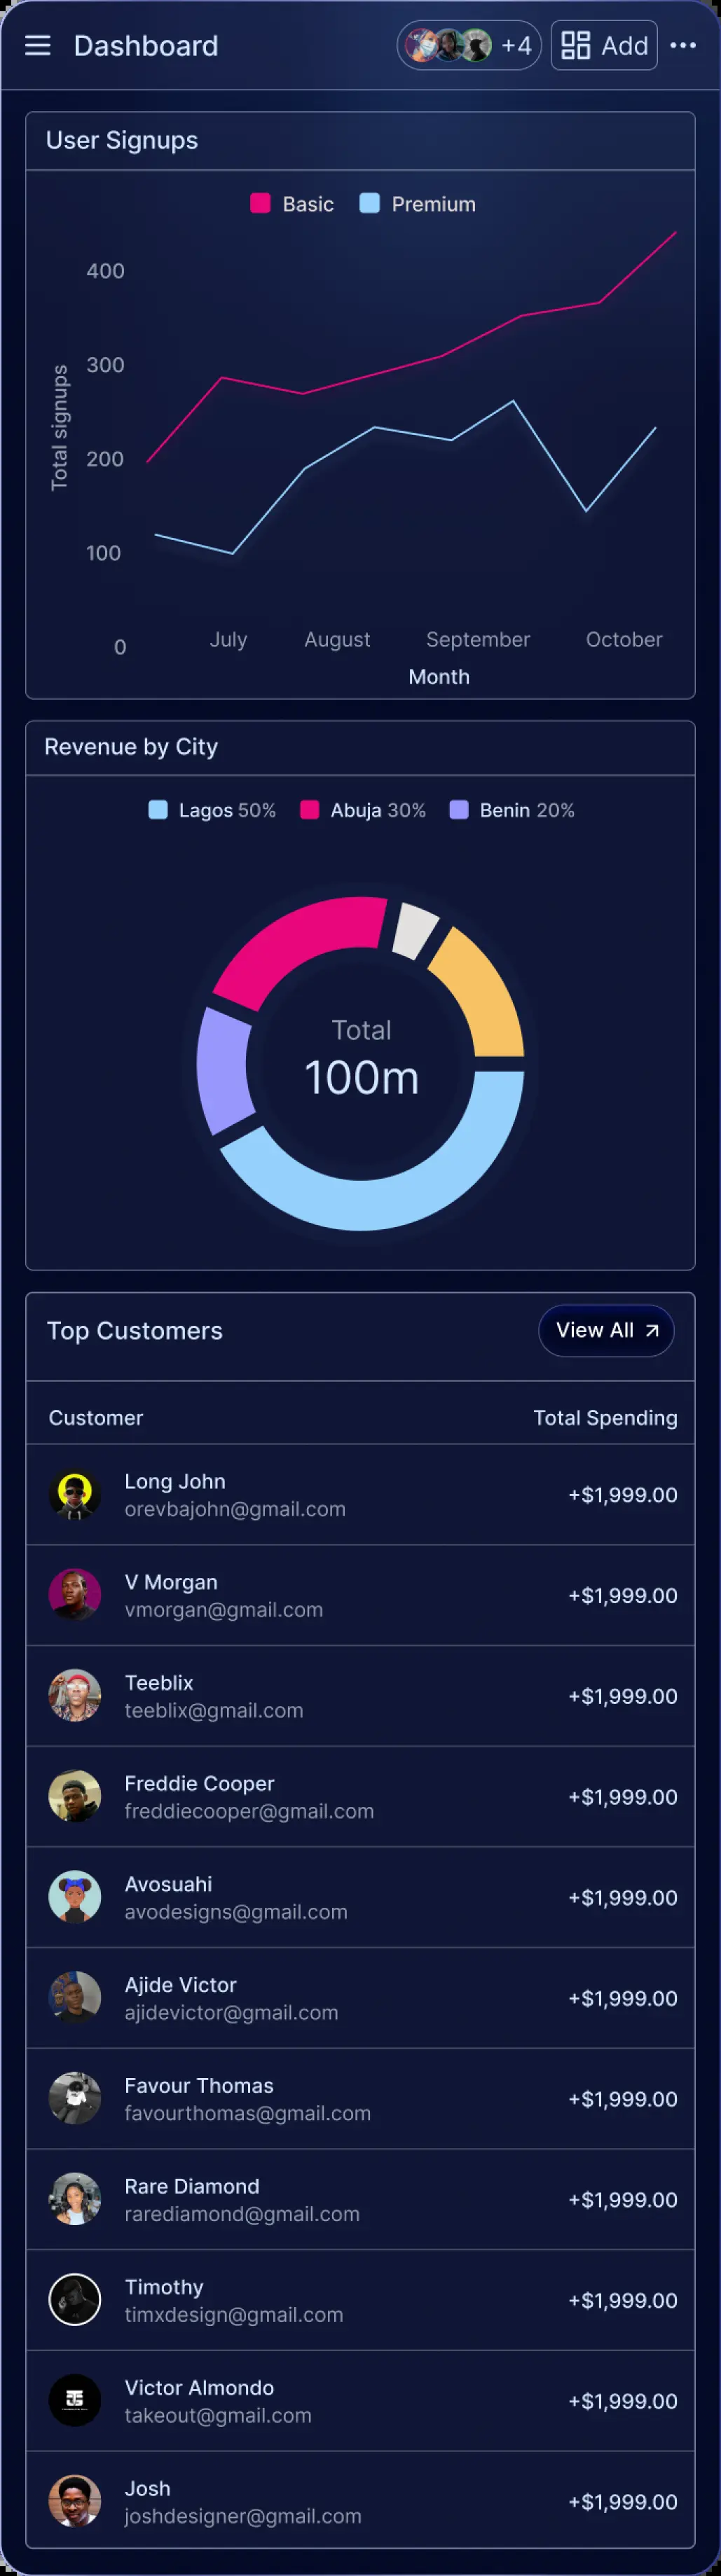 Dashboard
+4
Add
User Signups
Basic
Premium
400
300
200
100
0
Total signups
July
August
September
October
Month
Revenue by City
Lagos 50%
Abuja 30%
Benin 20%
Total
100m
Top Customers
View All
Customer
Total Spending
Long John
orevbajohn@gmail.com
+$1,999.00
V Morgan
vmorgan@gmail.com
+$1,999.00
Teeblix
teeblix@gmail.com
+$1,999.00
Freddie Cooper
freddiecooper@gmail.com
+$1,999.00
Avosuahi
avodesigns@gmail.com
+$1,999.00
Ajide Victor
ajidevictor@gmail.com
+$1,999.00
Favour Thomas
favourthomas@gmail.com
+$1,999.00
Rare Diamond
rarediamond@gmail.com
+$1,999.00
Timothy
timxdesign@gmail.com
+$1,999.00
Victor Almondo
takeout@gmail.com
+$1,999.00
Josh
joshdesigner@gmail.com
+$1,999.00